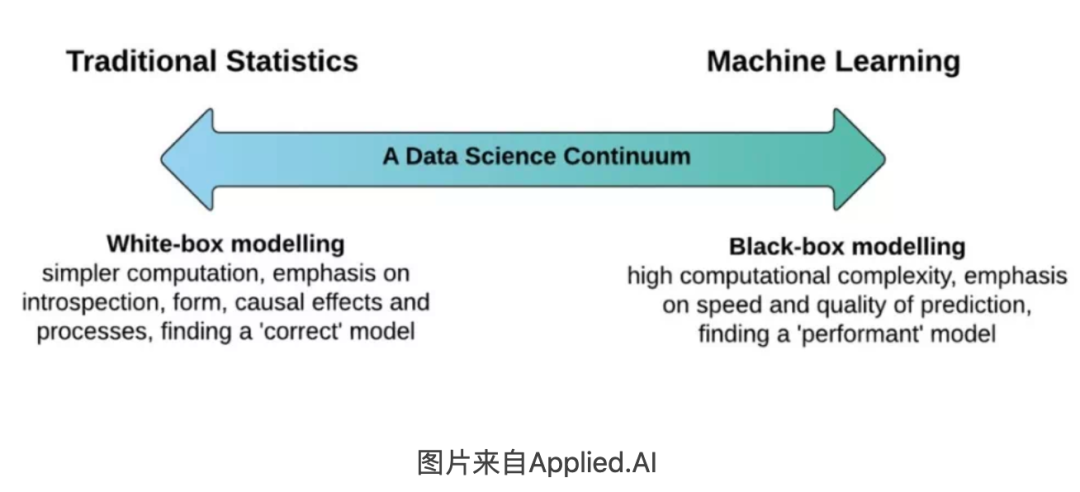 Traditional Statistics
Machine Learning
A Data Science Continuum
White-box modelling
simpler computation, emphasis on
introspection, form, causal effects and
processes, finding a 'correct' model
Black-box modelling
high computational complexity, emphasis
on speed and quality of prediction,
finding a 'performant' model
图片来自Applied.AI